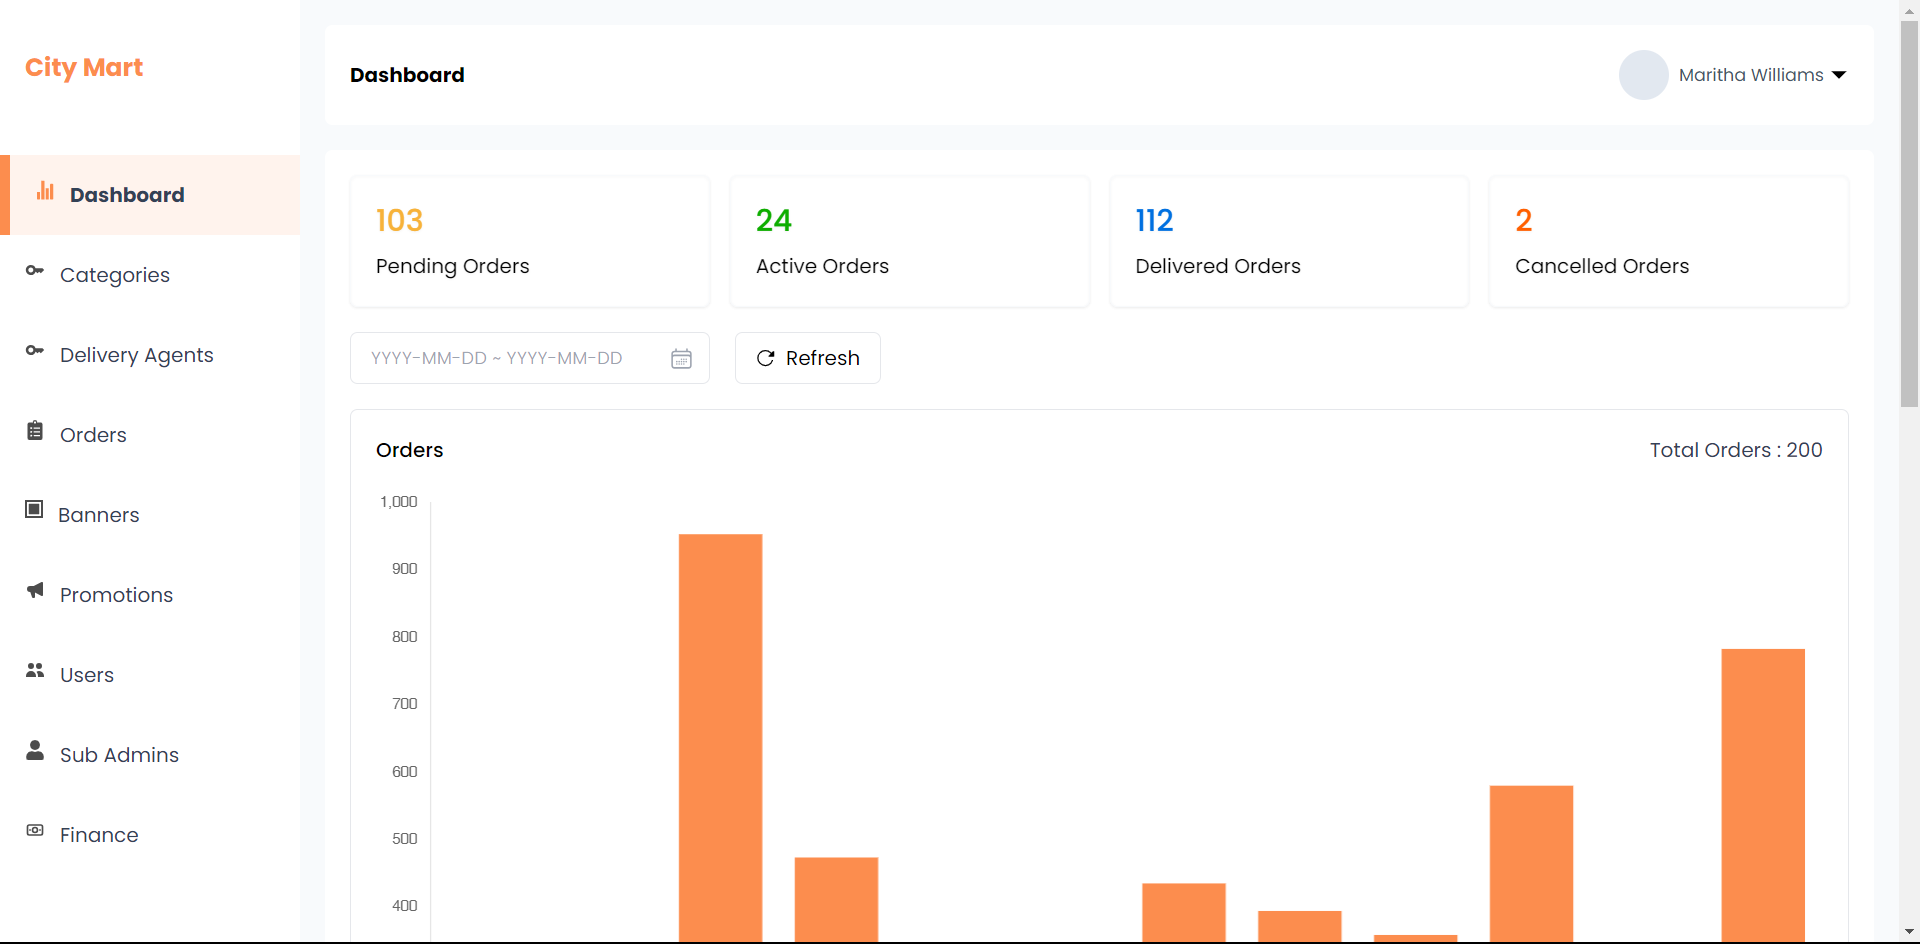 City Mart
Dashboard
Categories
Delivery Agents
Orders
Banners
Promotions
Users
Sub Admins
Finance
Dashboard
Maritha Williams
103
Pending Orders
24
Active Orders
112
Delivered Orders
2
Cancelled Orders
YYYY-MM-DD ~ YYYY-MM-DD
Refresh
Orders
Total Orders : 200
1,000
900
800
700
600
500
400